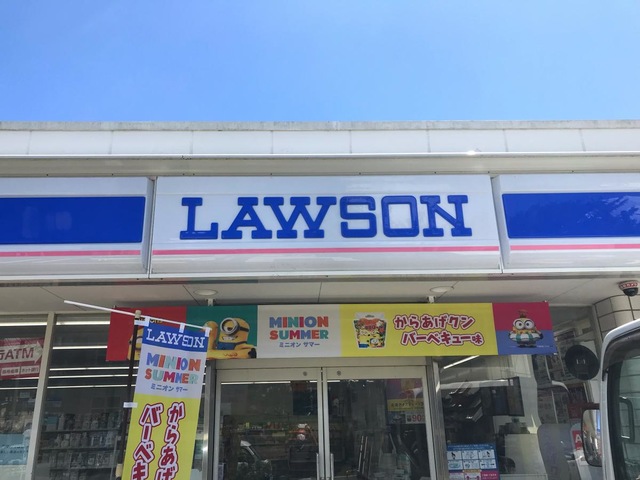 LAWSON
MINION
SUMMER
ミニオン サマー
からあげクン
バーベキュー味
LAWSON
MINION
SUMMER
ミニオン サマー
からあげ
バーベキ
ATM